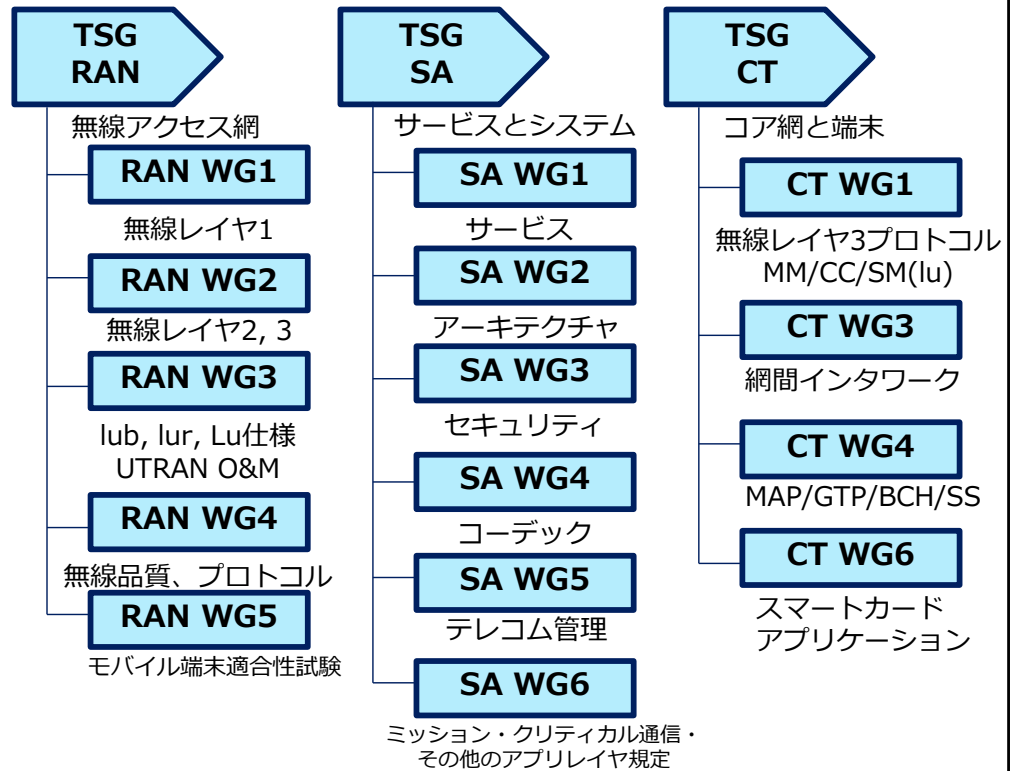 TSG
RAN
無線アクセス網
RAN WG1
無線レイヤ1
RAN WG2
無線レイヤ2, 3
RAN WG3
lub, lur, Lu仕様
UTRAN O&M
RAN WG4
無線品質、プロトコル
RAN WG5
モバイル端末適合性試験
TSG
SA
サービスとシステム
SA WG1
サービス
SA WG2
アーキテクチャ
SA WG3
セキュリティ
SA WG4
コーデック
SA WG5
テレコム管理
SA WG6
ミッション・クリティカル通信・
その他のアプリレイヤ規定
TSG
CT
コア網と端末
CT WG1
無線レイヤ3プロトコル
MM/CC/SM(lu)
CT WG3
網間インタワーク
CT WG4
MAP/GTP/BCH/SS
CT WG6
スマートカード
アプリケーション